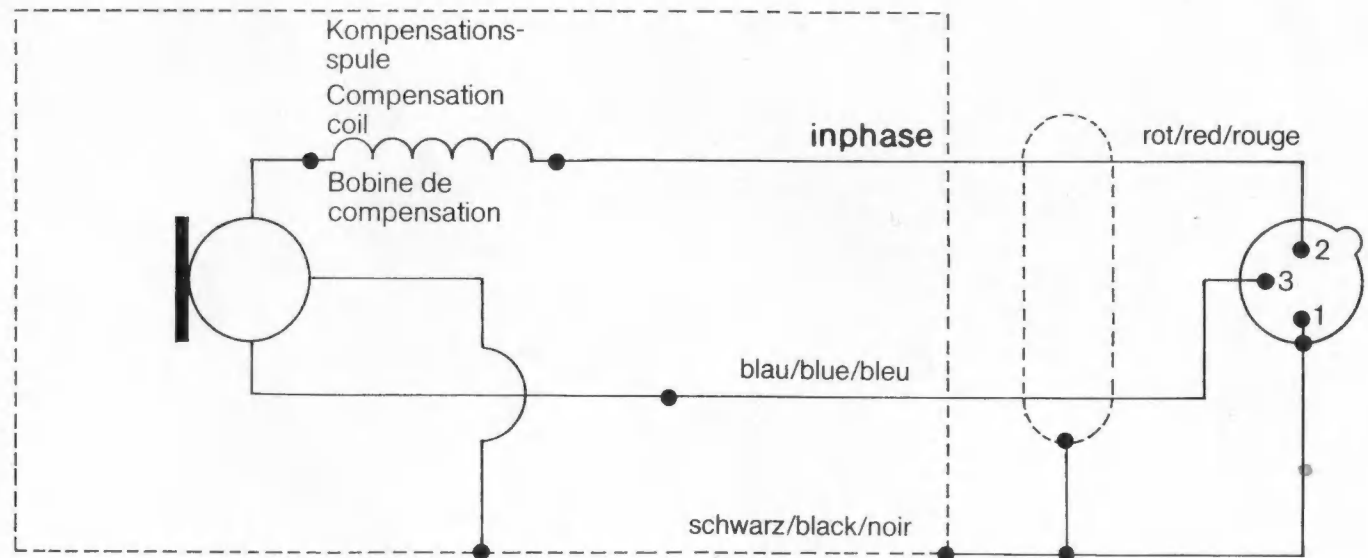 Kompensations-
spule
Compensation
coil
Bobine de
compensation
inphase
rot/red/rouge
2
3
1
blau/blue/bleu
schwarz/black/noir